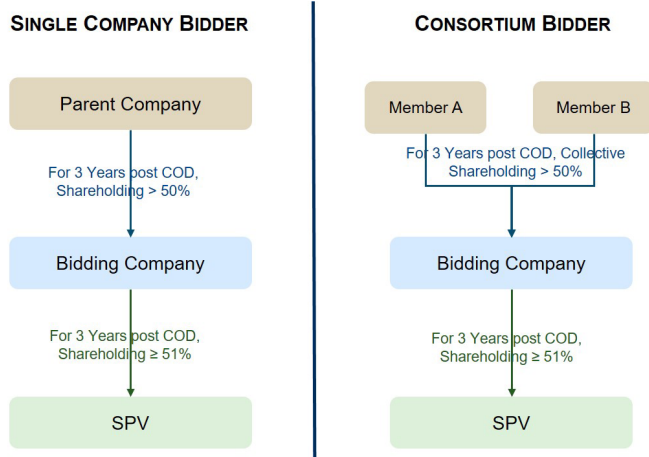 SINGLE COMPANY BIDDER
Parent Company
For 3 Years post COD,
Shareholding > 50%
Bidding Company
For 3 Years post COD,
Shareholding ≥ 51%
SPV
CONSORTIUM BIDDER
Member A
Member B
For 3 Years post COD, Collective
Shareholding > 50%
Bidding Company
For 3 Years post COD,
Shareholding ≥ 51%
SPV